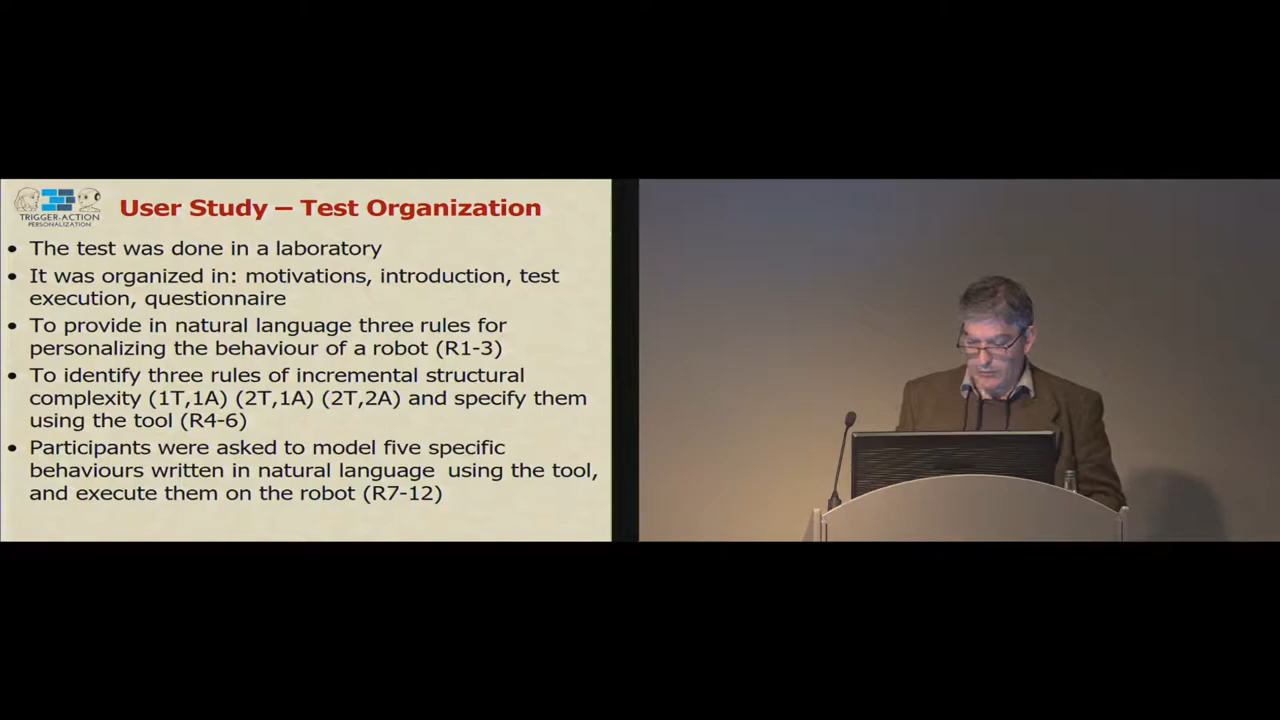 TRIGGER-ACTION
PERSONALIZATION
User Study – Test Organization
• The test was done in a laboratory
• It was organized in: motivations, introduction, test
execution, questionnaire
• To provide in natural language three rules for
personalizing the behaviour of a robot (R1-3)
• To identify three rules of incremental structural
complexity (1T,1A) (2T,1A) (2T,2A) and specify them
using the tool (R4-6)
• Participants were asked to model five specific
behaviours written in natural language using the tool,
and execute them on the robot (R7-12)